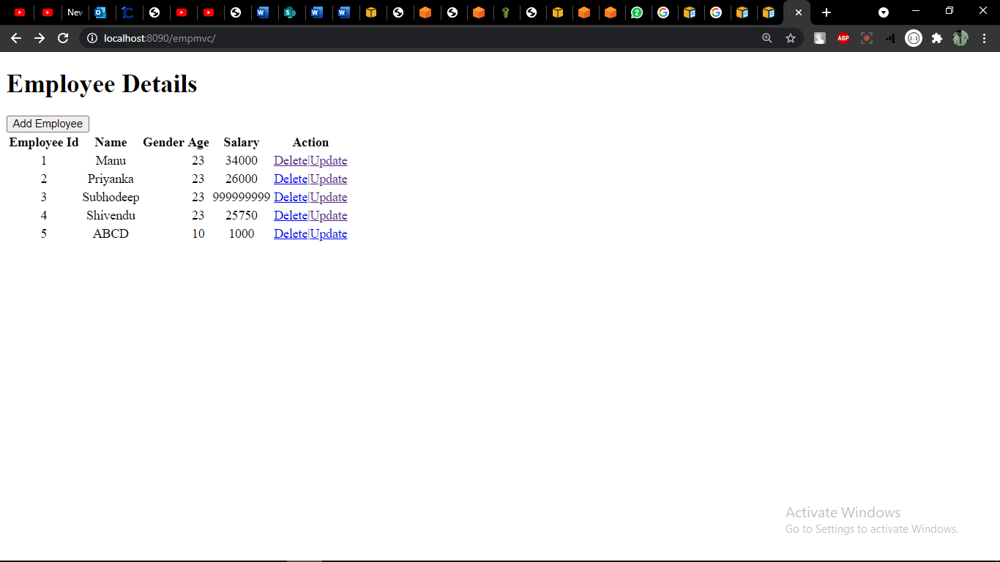 New
localhost:8090/empmvc/
ABP
Employee Details
Add Employee
Employee Id Name Gender Age Salary Action
1 Manu 23 34000 Delete|Update
2 Priyanka 23 26000 Delete|Update
3 Subhodeep 23 999999999 Delete|Update
4 Shivendu 23 25750 Delete|Update
5 ABCD 10 1000 Delete|Update
Activate Windows
Go to Settings to activate Windows.